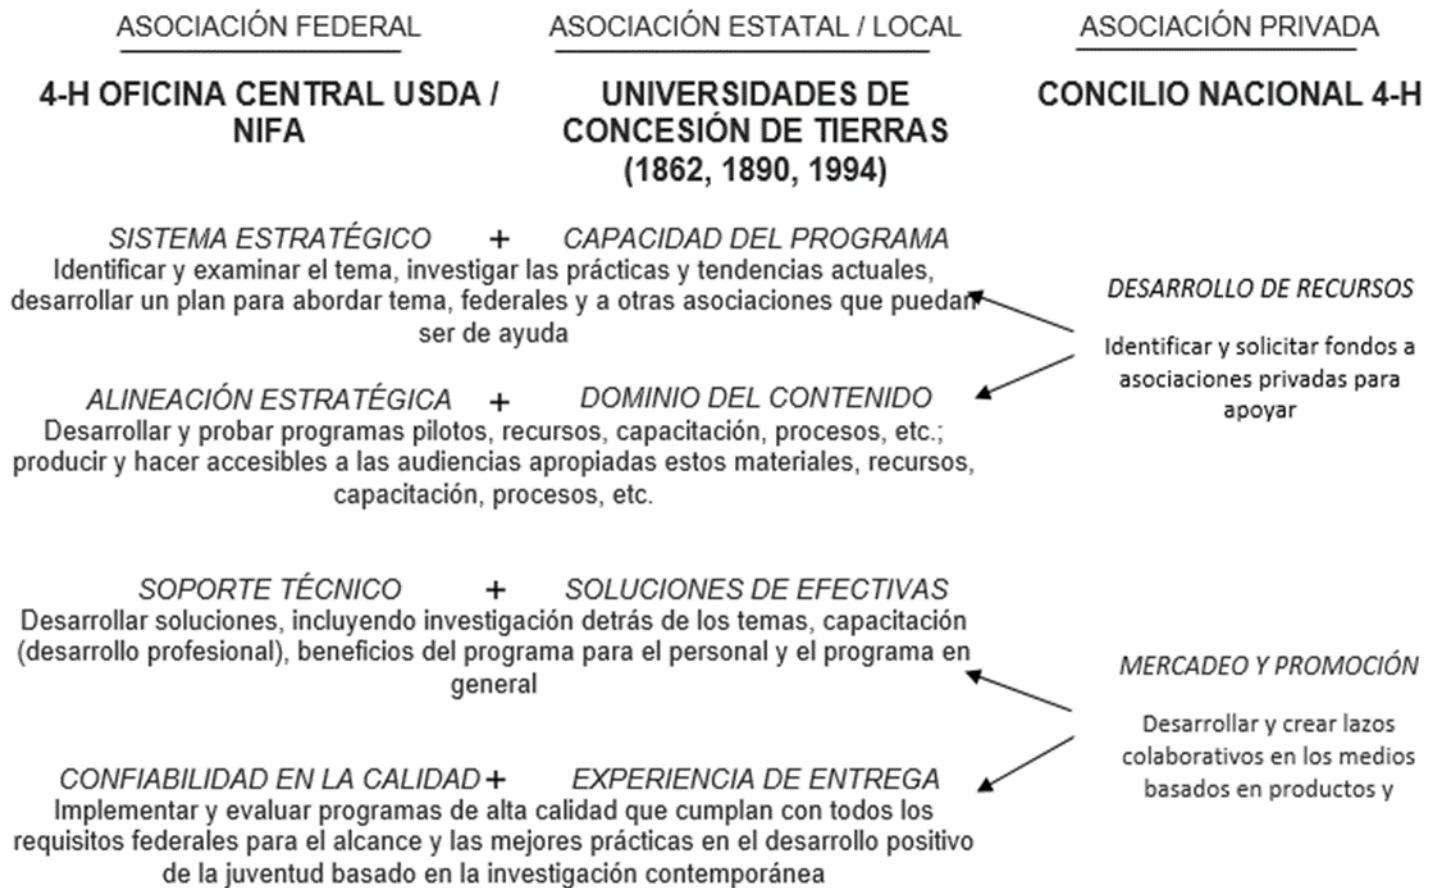 ASOCIACIÓN FEDERAL
ASOCIACIÓN ESTATAL / LOCAL
ASOCIACIÓN PRIVADA
4-H OFICINA CENTRAL USDA /
NIFA
UNIVERSIDADES DE
CONCESIÓN DE TIERRAS
(1862, 1890, 1994)
CONCILIO NACIONAL 4-H
SISTEMA ESTRATÉGICO + CAPACIDAD DEL PROGRAMA
Identificar y examinar el tema, investigar las prácticas y tendencias actuales,
desarrollar un plan para abordar tema, federales y a otras asociaciones que puedan
ser de ayuda
DESARROLLO DE RECURSOS
Identificar y solicitar fondos a
asociaciones privadas para
apoyar
ALINEACIÓN ESTRATÉGICA + DOMINIO DEL CONTENIDO
Desarrollar y probar programas pilotos, recursos, capacitación, procesos, etc.;
producir y hacer accesibles a las audiencias apropiadas estos materiales, recursos,
capacitación, procesos, etc.
SOPORTE TÉCNICO + SOLUCIONES DE EFECTIVAS
Desarrollar soluciones, incluyendo investigación detrás de los temas, capacitación
(desarrollo profesional), beneficios del programa para el personal y el programa en
general
MERCADEO Y PROMOCIÓN
Desarrollar y crear lazos
colaborativos en los medios
basados en productos y
CONFIABILIDAD EN LA CALIDAD + EXPERIENCIA DE ENTREGA
Implementar y evaluar programas de alta calidad que cumplan con todos los
requisitos federales para el alcance y las mejores prácticas en el desarrollo positivo
de la juventud basado en la investigación contemporánea